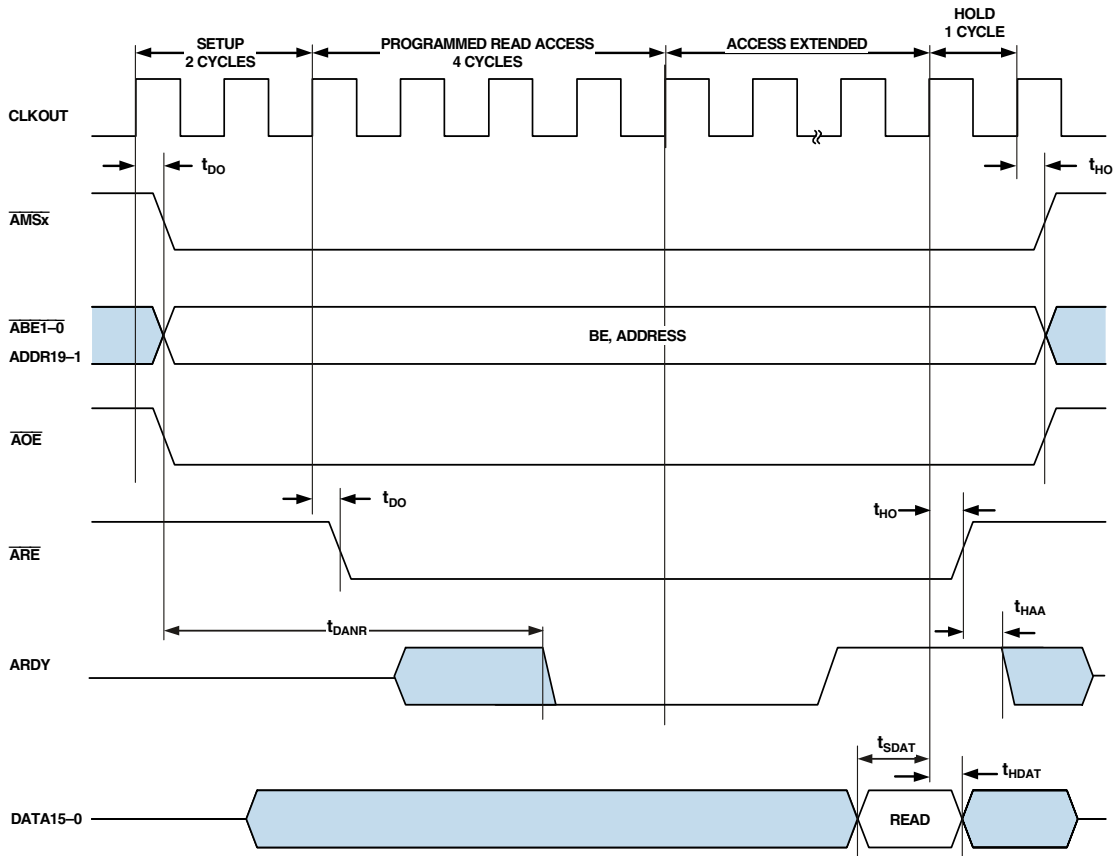 SETUP
2 CYCLES
PROGRAMMED READ ACCESS
4 CYCLES
ACCESS EXTENDED
HOLD
1 CYCLE
CLKOUT
tDO
tHO
AMSx
ABE1–0
ADDR19–1
BE, ADDRESS
AOE
tDO
tHO
ARE
tDANR
tHAA
ARDY
tSDAT
tHDAT
DATA15–0
READ